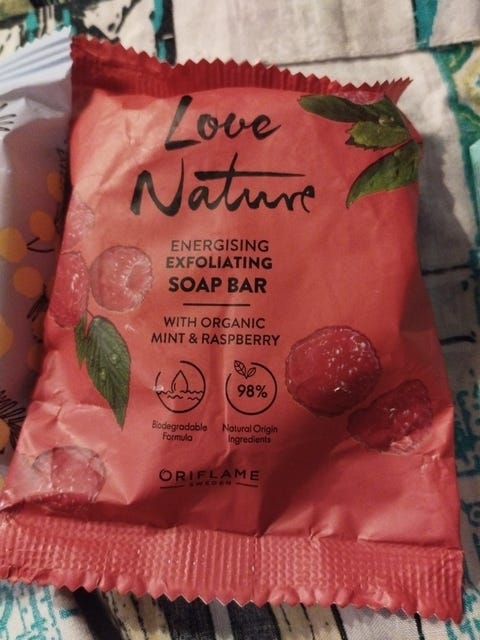 Love
Nature
ENERGISING
EXFOLIATING
SOAP BAR
WITH ORGANIC
MINT & RASPBERRY
98%
Biodegradable
Formula
Natural Origin
Ingredients
ORIFLAME
SWEDEN